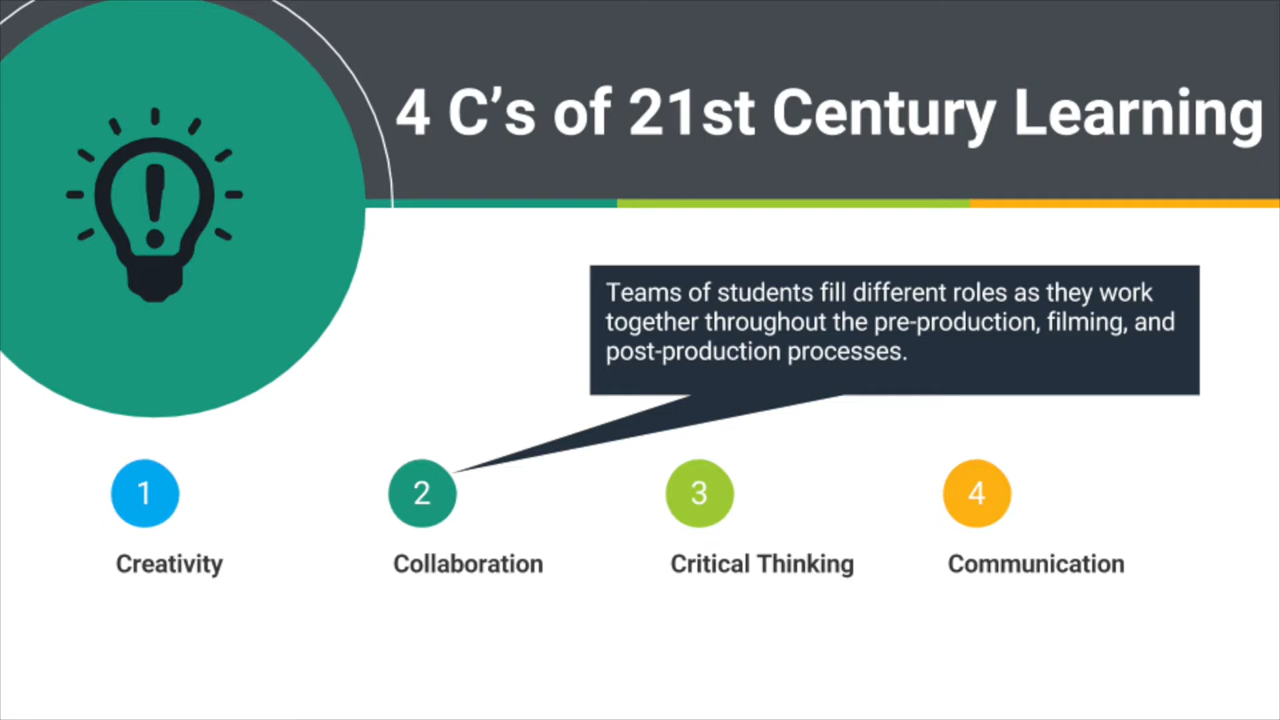 4 C’s of 21st Century Learning
Teams of students fill different roles as they work
together throughout the pre-production, filming, and
post-production processes.
1
2
3
4
Creativity
Collaboration
Critical Thinking
Communication